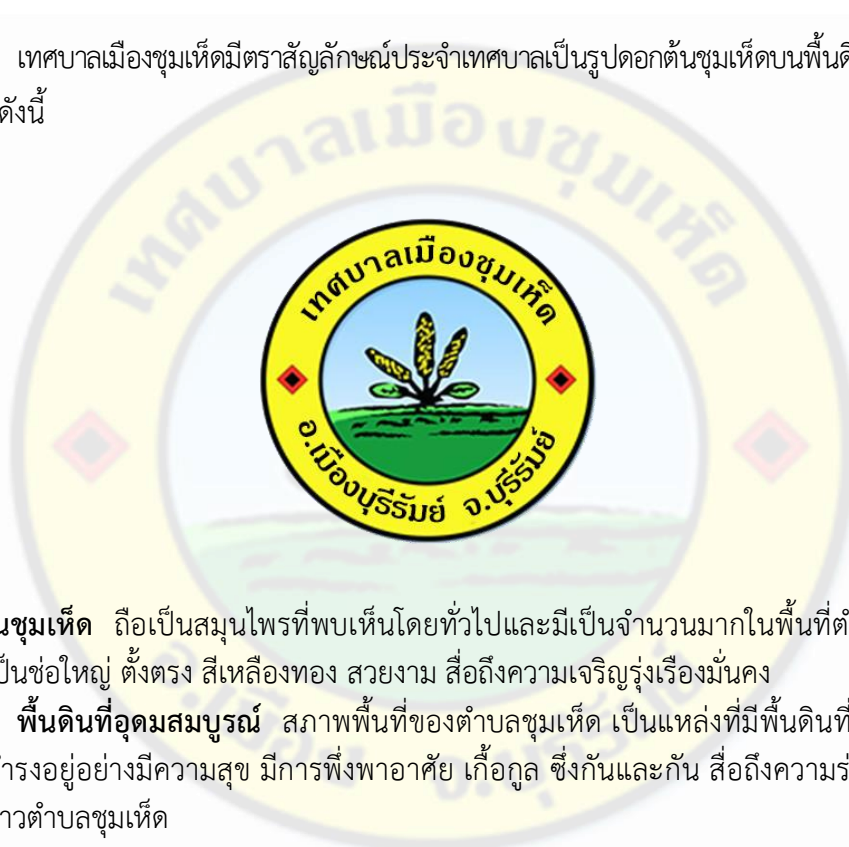 เทศบาลเมืองชุมเห็ดมีตราสัญลักษณ์ประจำเทศบาลเป็นรูปดอกต้นชุมเห็ดบนพื้นดิ
ดังนี้
เทศบาลเมืองชุมเห็ด
อ.เมืองบุรีรัมย์ จ.บุรีรัมย์
นชุมเห็ด ถือเป็นสมุนไพรที่พบเห็นโดยทั่วไปและมีเป็นจำนวนมากในพื้นที่ตำ
ป็นช่อใหญ่ ตั้งตรง สีเหลืองทอง สวยงาม สื่อถึงความเจริญรุ่งเรืองมั่นคง
พื้นดินที่อุดมสมบูรณ์ สภาพพื้นที่ของตำบลชุมเห็ด เป็นแหล่งที่มีพื้นดินที่
ำรงอยู่อย่างมีความสุข มีการพึ่งพาอาศัย เกื้อกูล ซึ่งกันและกัน สื่อถึงความร่
าวตำบลชุมเห็ด